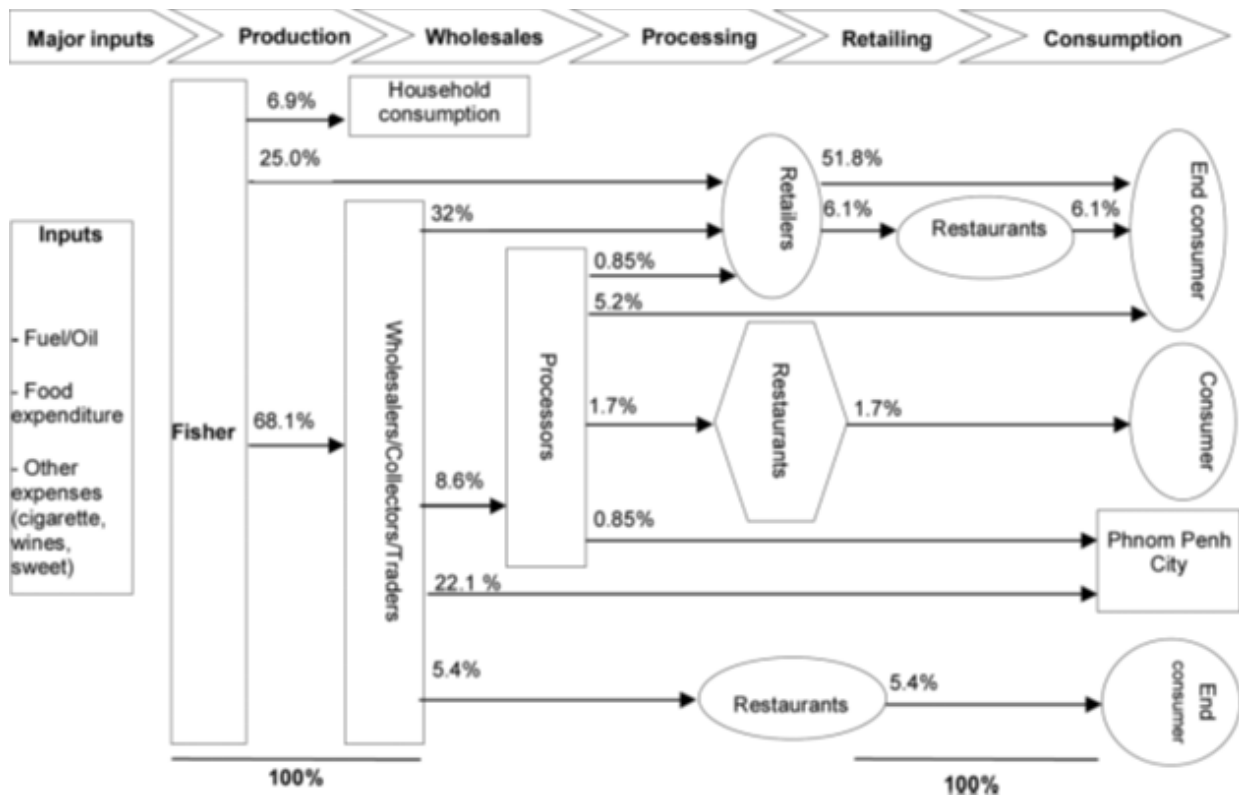 Major inputs
Production
Wholesales
Processing
Retailing
Consumption
6.9%
Household
consumption
25.0%
Retailers
51.8%
End consumer
32%
6.1%
Restaurants
6.1%
Inputs
- Fuel/Oil
- Food
expenditure
- Other
expenses
(cigarette,
wines,
sweet)
Fisher
68.1%
Wholesalers/Collectors/Traders
0.85%
5.2%
Processors
1.7%
Restaurants
1.7%
Consumer
8.6%
0.85%
Phnom Penh
City
22.1 %
5.4%
Restaurants
5.4%
End
consumer
100%
100%